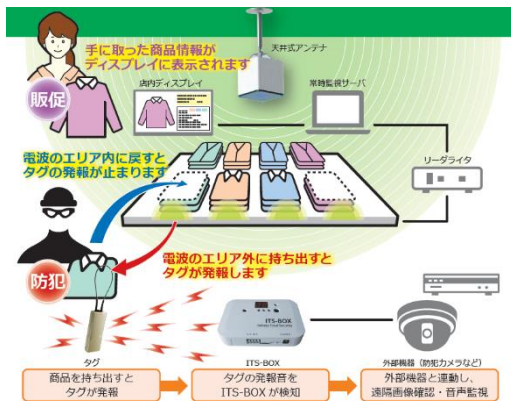 手に取った商品情報が
ディスプレイに表示されます
天井式アンテナ
販促
店内ディスプレイ
常時監視サーバ
電波のエリア内に戻すと
タグの発報が止まります
リーダライタ
防犯
電波のエリア外に持ち出すと
タグが発報します
ITS-BOX
タグ
ITS-BOX
外部機器（防犯カメラなど）
商品を持ち出すと
タグが発報
タグの発報音を
ITS-BOXが検知
外部機器と連動し、
遠隔画像確認・音声監視